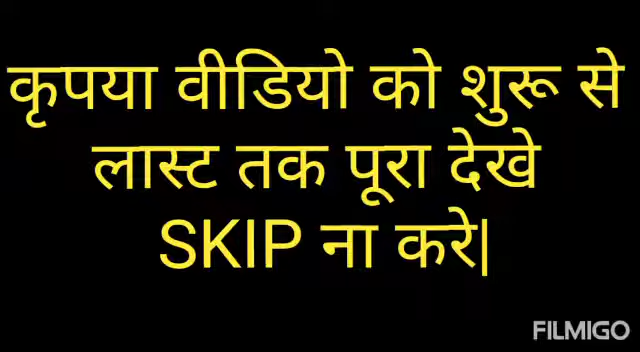 कृपया वीडियो को शुरू से
लास्ट तक पूरा देखे
SKIP ना करे|
FILMIGO